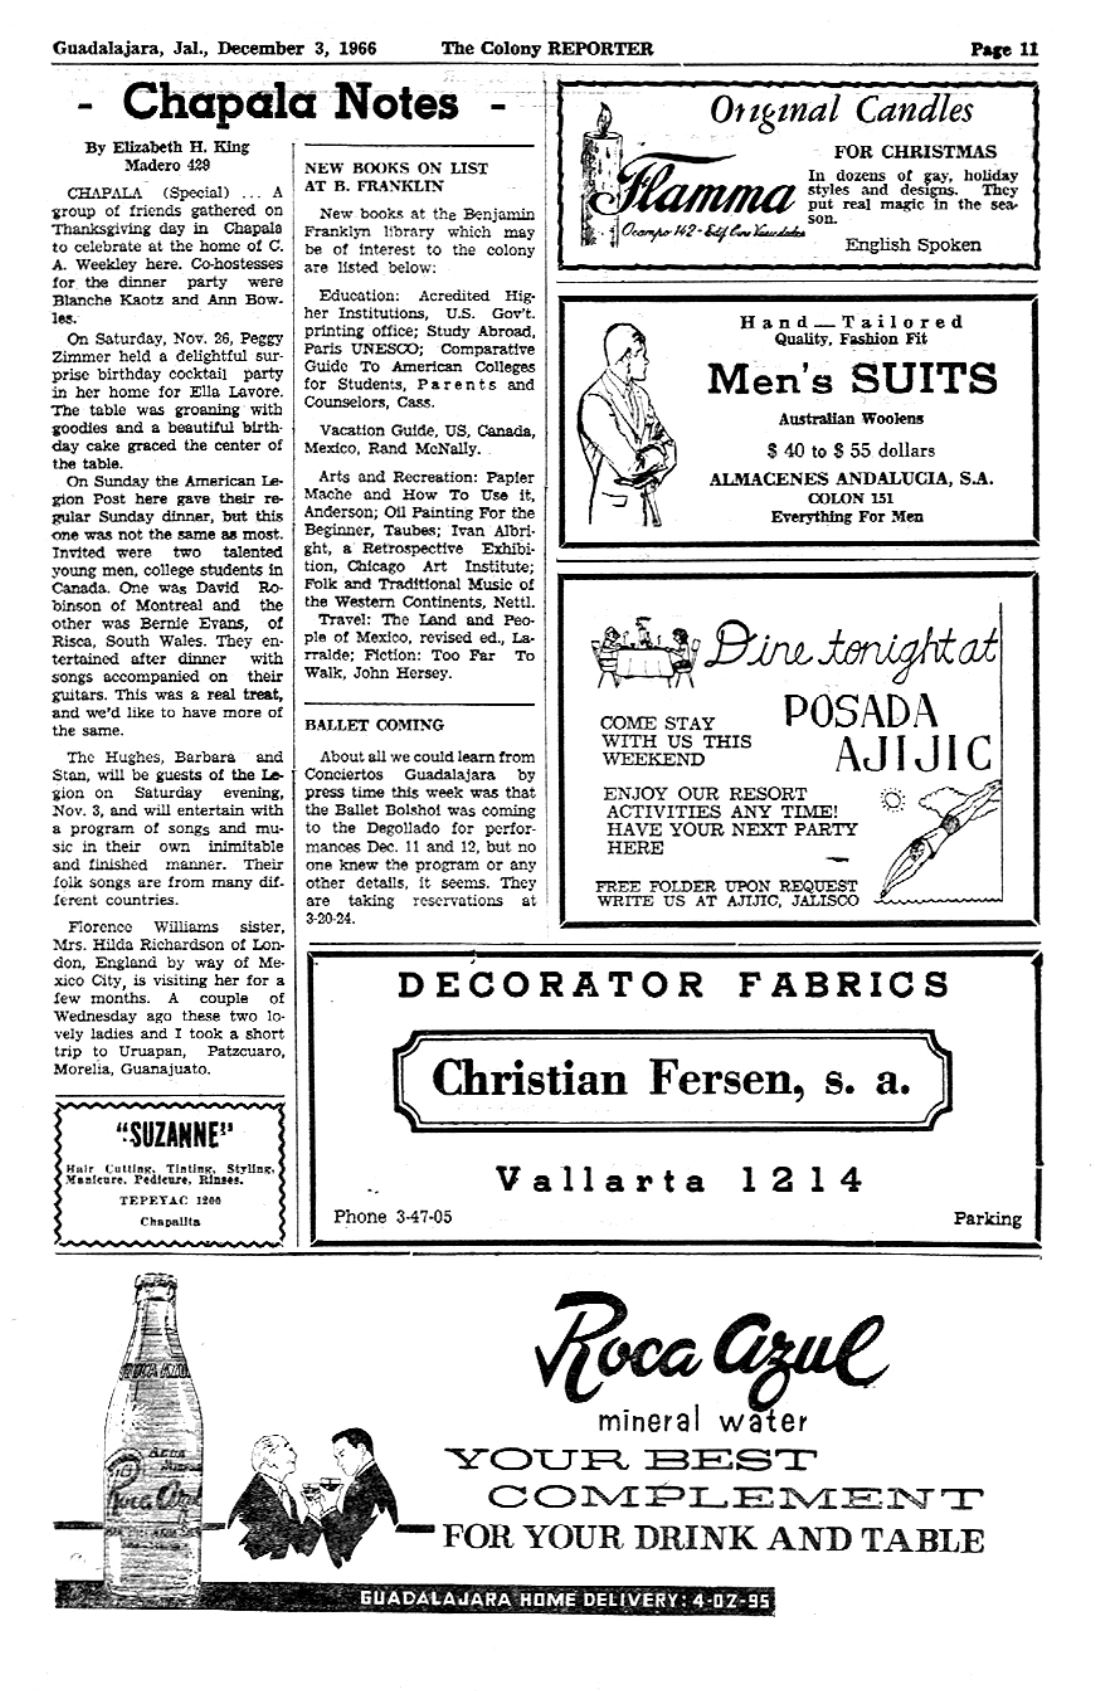 Guadalajara, Jal., December 3, 1966 The Colony REPORTER Page 11
- Chapala Notes -
By Elizabeth H. King
Madero 429
CHAPALA (Special) ... A
group of friends gathered on
Thanksgiving day in Chapala
to celebrate at the home of C.
A. Weekley here. Co-hostesses
for the dinner party were
Blanche Kaotz and Ann Bow-
les.
On Saturday, Nov. 26, Peggy
Zimmer held a delightful sur-
prise birthday cocktail party
in her home for Ella Lavore.
The table was groaning with
goodies and a beautiful birth-
day cake graced the center of
the table.
On Sunday the American Le-
gion Post here gave their re-
gular Sunday dinner, but this
one was not the same as most.
Invited were two talented
young men, college students in
Canada. One was David Ro-
binson of Montreal and the
other was Bernie Evans, of
Risca, South Wales. They en-
tertained after dinner with
songs accompanied on their
guitars. This was a real treat,
and we'd like to have more of
the same.
The Hughes, Barbara and
Stan, will be guests of the Le-
gion on Saturday evening,
Nov. 3, and will entertain with
a program of songs and mu-
sic in their own inimitable
and finished manner. Their
folk songs are from many dif-
ferent countries.
Florence Williams sister,
Mrs. Hilda Richardson of Lon-
don, England by way of Me-
xico City, is visiting her for a
few months. A couple of
Wednesday ago these two lo-
vely ladies and I took a short
trip to Uruapan, Patzcuaro,
Morelia, Guanajuato.
"SUZANNE"
Hair Cutting, Tinting, Styling,
Manicure, Pedicure, Rinses.
TEPEYAC 1200
Chapalita
NEW BOOKS ON LIST
AT B. FRANKLIN
New books at the Benjamin
Franklyn library which may
be of interest to the colony
are listed below:
Education: Acredited Hig-
her Institutions, U.S. Gov't.
printing office; Study Abroad,
Paris UNESCO; Comparative
Guide To American Colleges
for Students, Parents and
Counselors, Cass.
Vacation Guide, US, Canada,
Mexico, Rand McNally.
Arts and Recreation: Papier
Mache and How To Use it,
Anderson; Oil Painting For the
Beginner, Taubes; Ivan Albri-
ght, a Retrospective Exhibi-
tion, Chicago Art Institute;
Folk and Traditional Music of
the Western Continents, Nettl.
Travel: The Land and Peo-
ple of Mexico, revised ed., La-
rralde; Fiction: Too Far To
Walk, John Hersey.
BALLET COMING
About all we could learn from
Conciertos Guadalajara by
press time this week was that
the Ballet Bolshoi was coming
to the Degollado for perfor-
mances Dec. 11 and 12, but no
one knew the program or any
other details, it seems. They
are taking reservations at
3-20-24.
Original Candles
Flamma
Ocampo 142 - Edif Cine Variedades
FOR CHRISTMAS
In dozens of gay, holiday
styles and designs. They
put real magic in the sea-
son.
English Spoken
Hand — Tailored
Quality, Fashion Fit
Men's SUITS
Australian Woolens
$ 40 to $ 55 dollars
ALMACENES ANDALUCIA, S.A.
COLON 151
Everything For Men
Dine tonight at
POSADA
AJIJIC
COME STAY
WITH US THIS
WEEKEND
ENJOY OUR RESORT
ACTIVITIES ANY TIME!
HAVE YOUR NEXT PARTY
HERE
FREE FOLDER UPON REQUEST
WRITE US AT AJIJIC, JALISCO
DECORATOR FABRICS
Christian Fersen, s. a.
Vallarta 1214
Phone 3-47-05 Parking
ROCA AZUL
AGUA
Roca Azul
Roca Azul
mineral water
YOUR BEST
COMPLEMENT
FOR YOUR DRINK AND TABLE
GUADALAJARA HOME DELIVERY: 4-02-95